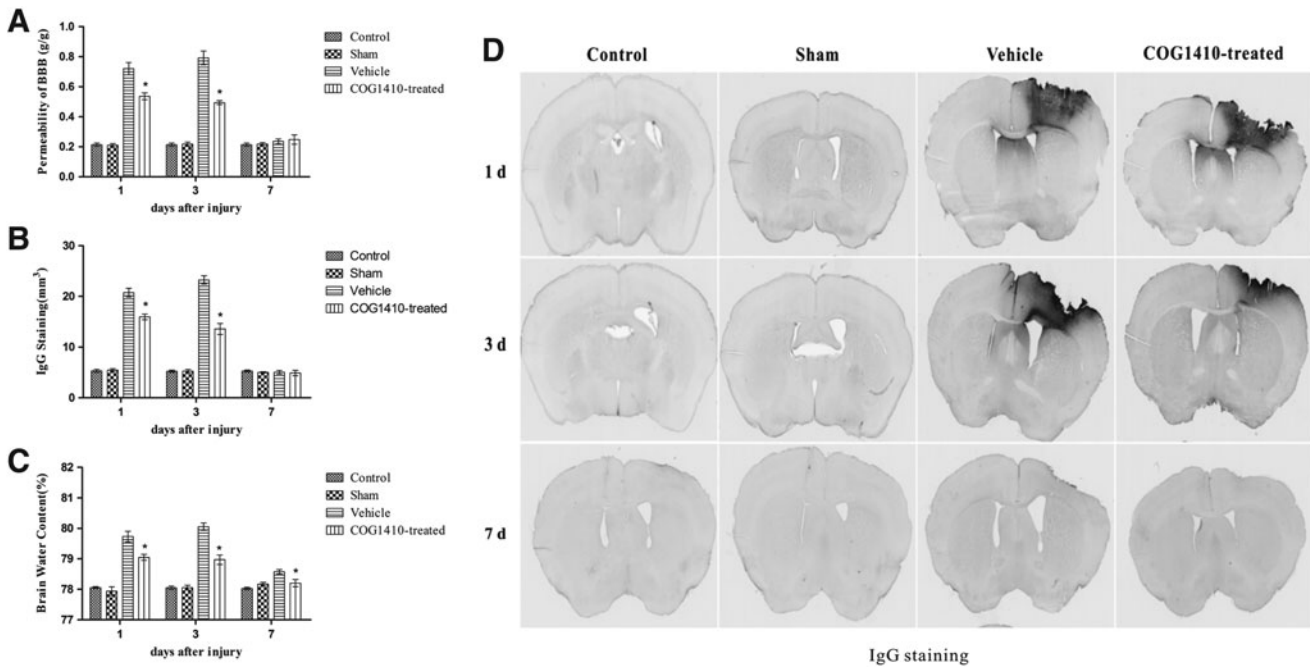 A
Permeability of BBB (g/g)
1.0
0.8
0.6
0.4
0.2
0.0
* * 
1 3 7
days after injury
Control
Sham
Vehicle
COG1410-treated
B
IgG Staining(mm³)
30
20
10
0
* *
1 3 7
days after injury
Control
Sham
Vehicle
COG1410-treated
C
Brain Water Content(%)
82
81
80
79
78
77
* * *
1 3 7
days after injury
Control
Sham
Vehicle
COG1410-treated
D
Control Sham Vehicle COG1410-treated
1 d
3 d
7 d
IgG staining